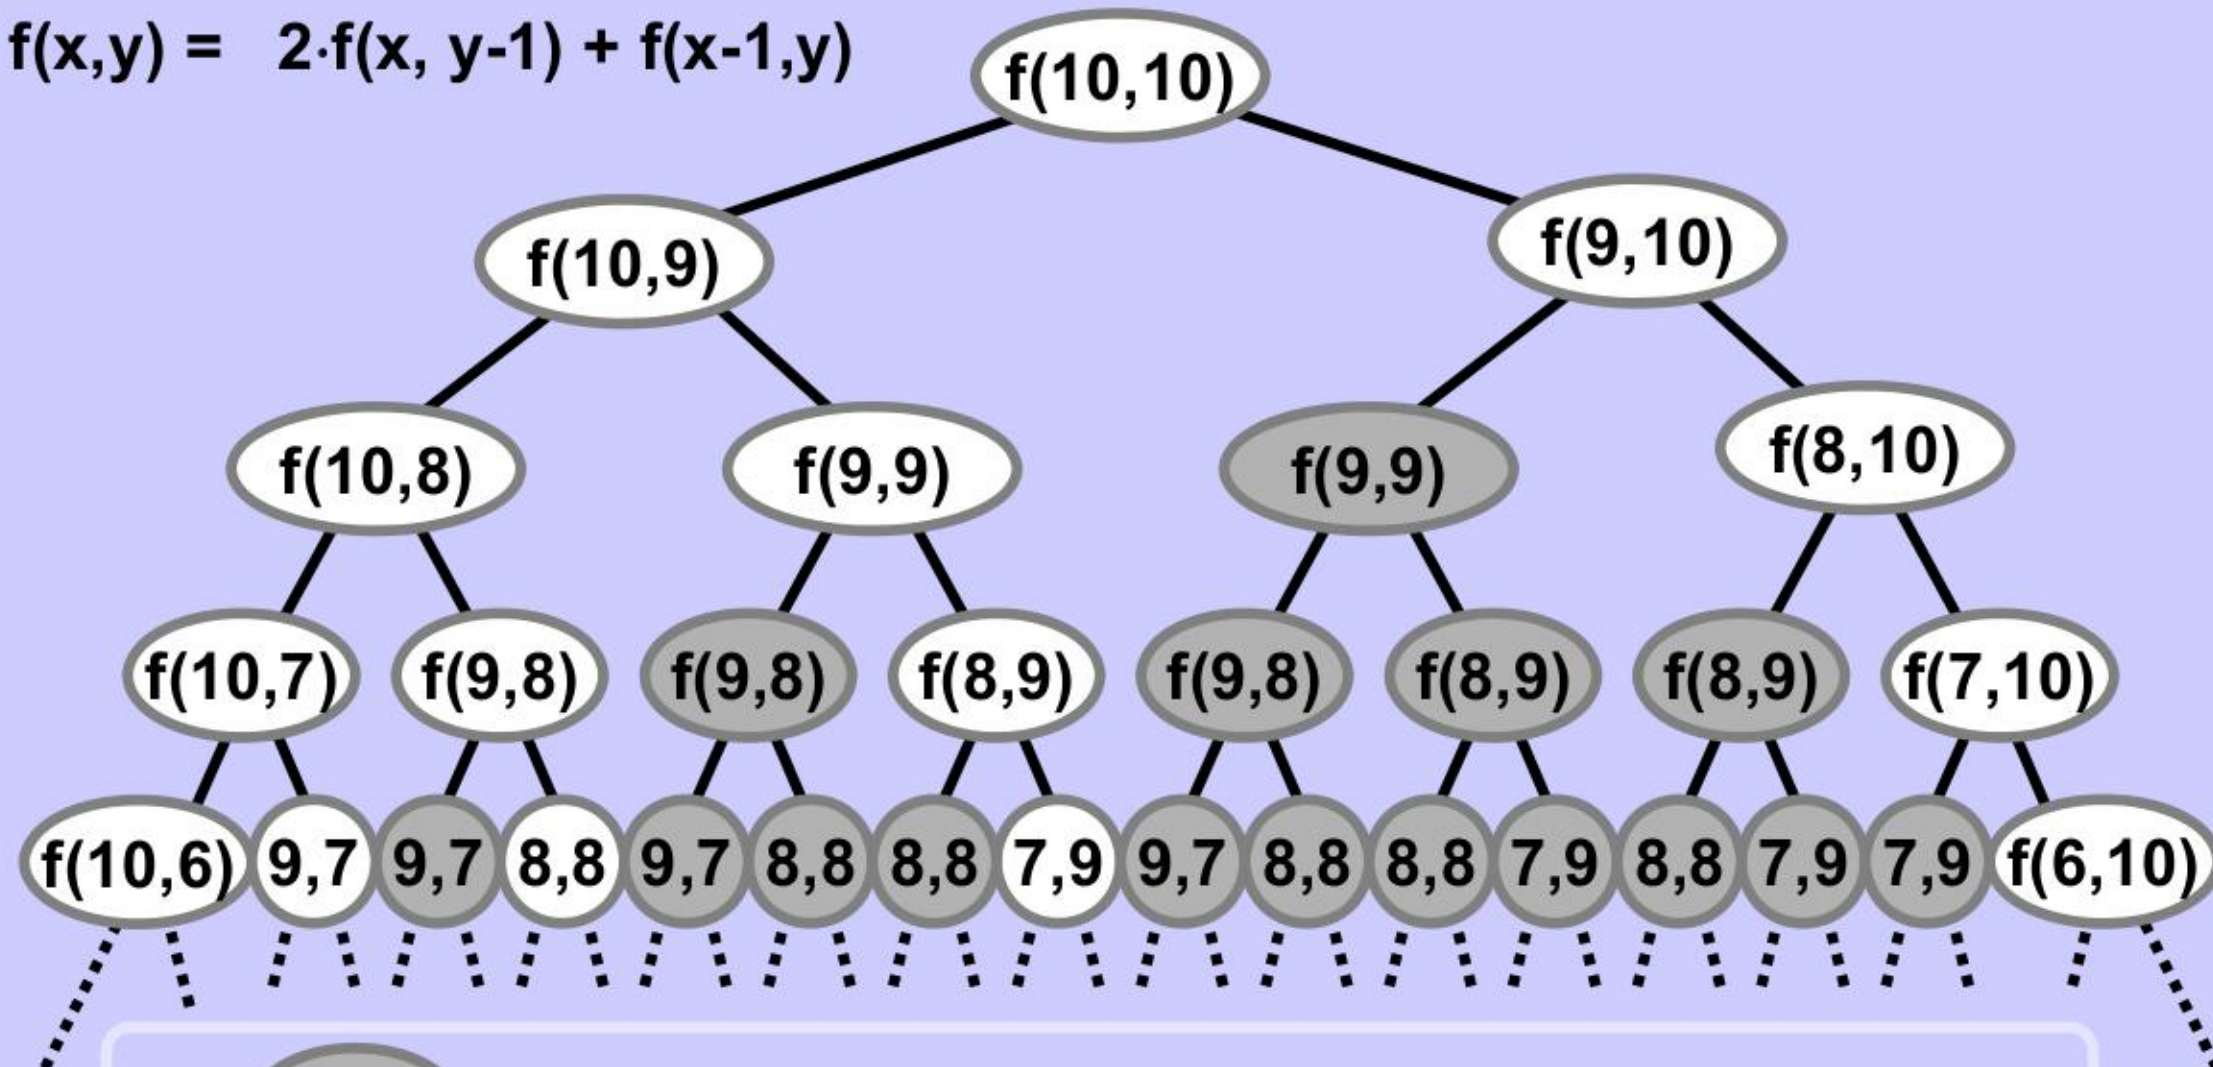 f(x,y) = 2·f(x, y-1) + f(x-1,y)
f(10,10)
f(10,9)
f(9,10)
f(10,8)
f(9,9)
f(9,9)
f(8,10)
f(10,7)
f(9,8)
f(9,8)
f(8,9)
f(9,8)
f(8,9)
f(8,9)
f(7,10)
f(10,6)
9,7
9,7
8,8
9,7
8,8
8,8
7,9
9,7
8,8
8,8
7,9
8,8
7,9
7,9
f(6,10)